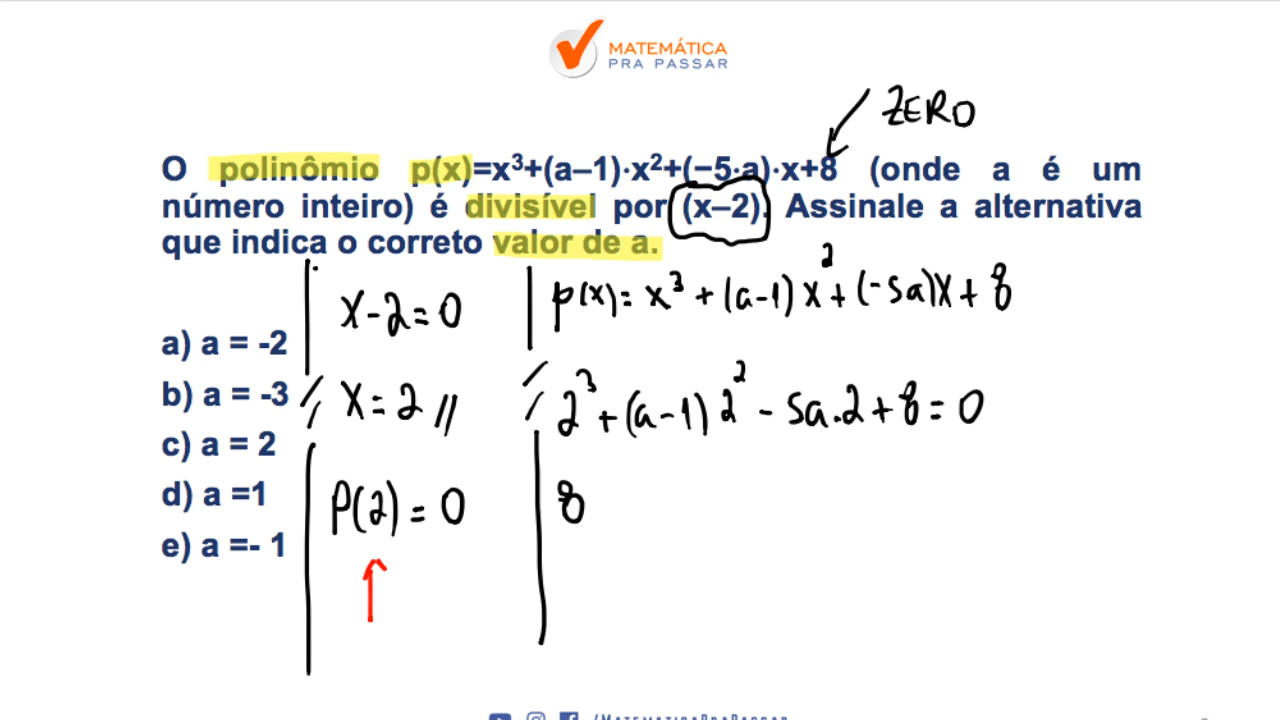 MATEMÁTICA
PRA PASSAR
ZERO
O polinômio p(x)=x³+(a–1)·x²+(−5·a)·x+8 (onde a é um
número inteiro) é divisível por (x–2). Assinale a alternativa
que indica o correto valor de a.
a) a = -2
b) a = -3
c) a = 2
d) a =1
e) a =- 1
X-2=0
X=2//
P(2)=0
p(x)= x³+(a-1)x²+(-5a)x+8
2³+(a-1)2²-5a.2+8=0
8
/MATEMATICAPRAPASSAR